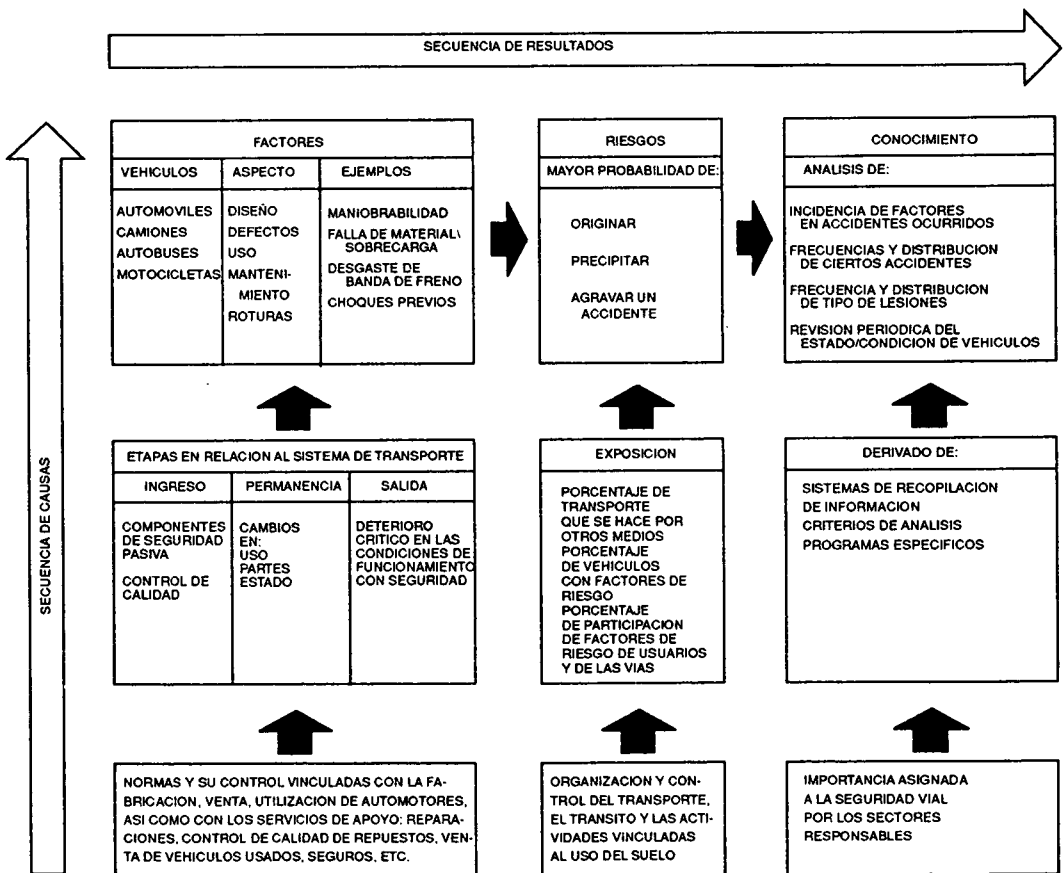 SECUENCIA DE RESULTADOS
SECUENCIA DE CAUSAS
FACTORES
VEHICULOS
AUTOMOVILES
CAMIONES
AUTOBUSES
MOTOCICLETAS
ASPECTO
DISEÑO
DEFECTOS
USO
MANTENI-
MIENTO
ROTURAS
EJEMPLOS
MANIOBRABILIDAD
FALLA DE MATERIAL\
SOBRECARGA
DESGASTE DE
BANDA DE FRENO
CHOQUES PREVIOS
RIESGOS
MAYOR PROBABILIDAD DE:
ORIGINAR
PRECIPITAR
AGRAVAR UN
ACCIDENTE
CONOCIMIENTO
ANALISIS DE:
INCIDENCIA DE FACTORES
EN ACCIDENTES OCURRIDOS
FRECUENCIAS Y DISTRIBUCION
DE CIERTOS ACCIDENTES
FRECUENCIA Y DISTRIBUCION
DE TIPO DE LESIONES
REVISION PERIODICA DEL
ESTADO/CONDICION DE VEHICULOS
ETAPAS EN RELACION AL SISTEMA DE TRANSPORTE
INGRESO
COMPONENTES
DE SEGURIDAD
PASIVA
CONTROL DE
CALIDAD
PERMANENCIA
CAMBIOS
EN:
USO
PARTES
ESTADO
SALIDA
DETERIORO
CRITICO EN LAS
CONDICIONES DE
FUNCIONAMIENTO
CON SEGURIDAD
EXPOSICION
PORCENTAJE DE
TRANSPORTE
QUE SE HACE POR
OTROS MEDIOS
PORCENTAJE
DE VEHICULOS
CON FACTORES DE
RIESGO
PORCENTAJE
DE PARTICIPACION
DE FACTORES DE
RIESGO DE USUARIOS
Y DE LAS VIAS
DERIVADO DE:
SISTEMAS DE RECOPILACION
DE INFORMACION
CRITERIOS DE ANALISIS
PROGRAMAS ESPECIFICOS
NORMAS Y SU CONTROL VINCULADAS CON LA FA-
BRICACION, VENTA, UTILIZACION DE AUTOMOTORES,
ASI COMO CON LOS SERVICIOS DE APOYO: REPARA-
CIONES, CONTROL DE CALIDAD DE REPUESTOS, VEN-
TA DE VEHICULOS USADOS, SEGUROS, ETC.
ORGANIZACION Y CON-
TROL DEL TRANSPORTE,
EL TRANSITO Y LAS ACTI-
VIDADES VINCULADAS
AL USO DEL SUELO
IMPORTANCIA ASIGNADA
A LA SEGURIDAD VIAL
POR LOS SECTORES
RESPONSABLES